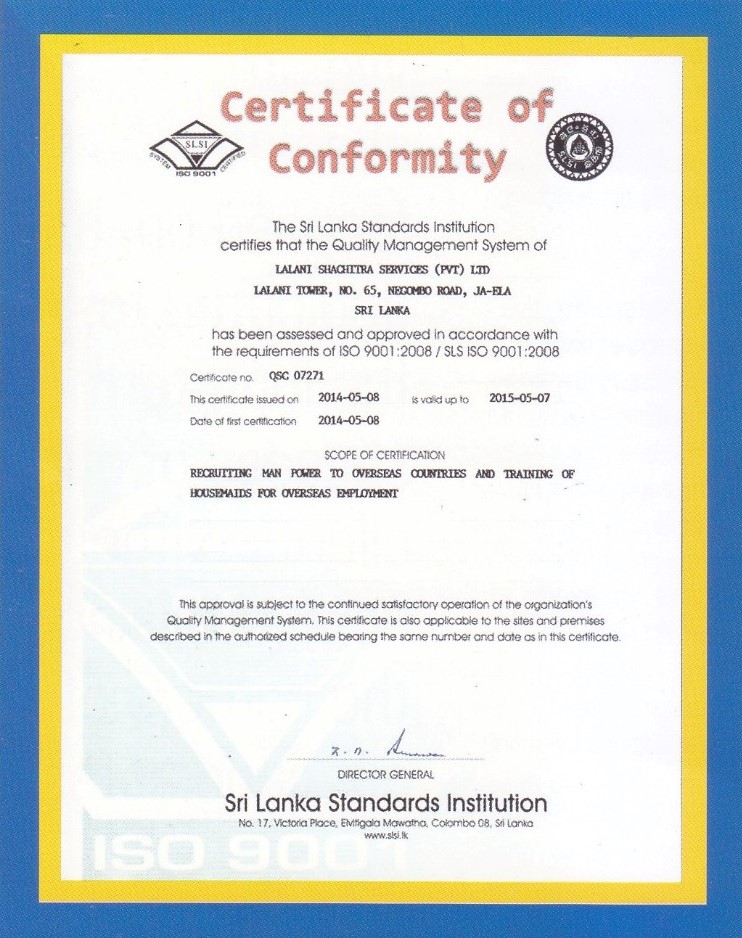 Certificate of
Conformity
SLSI
SYSTEM CERTIFIED
ISO 9001
SLSI
The Sri Lanka Standards Institution
certifies that the Quality Management System of
LALANI SHACHITRA SERVICES (PVT) LTD
LALANI TOWER, NO. 65, NEGOMBO ROAD, JA-ELA
SRI LANKA
has been assessed and approved in accordance with
the requirements of ISO 9001:2008 / SLS ISO 9001:2008
Certificate no. QSC 07271
This certificate issued on 2014-05-08 is valid up to 2015-05-07
Date of first certification 2014-05-08
SCOPE OF CERTIFICATION
RECRUITING MAN POWER TO OVERSEAS COUNTRIES AND TRAINING OF
HOUSEMAIDS FOR OVERSEAS EMPLOYMENT
This approval is subject to the continued satisfactory operation of the organization's
Quality Management System. This certificate is also applicable to the sites and premises
described in the authorized schedule bearing the same number and date as in this certificate.
DIRECTOR GENERAL
Sri Lanka Standards Institution
No. 17, Victoria Place, Elvitigala Mawatha, Colombo 08, Sri Lanka
www.slsi.lk
ISO 9001